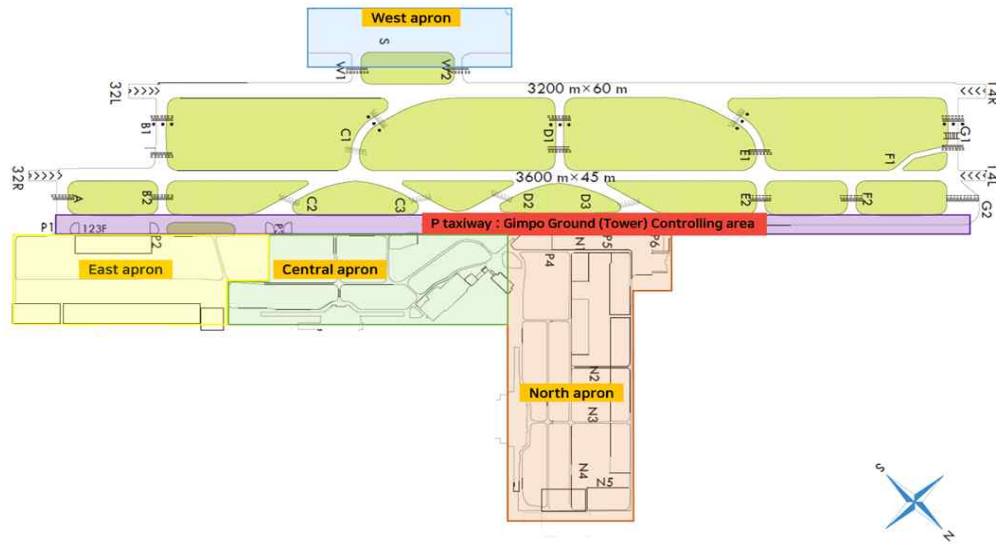 West apron
S
W1
W2
32L
3200 m×60 m
14R
B1
C1
D1
E1
F1
G1
32R
3600 m×45 m
14L
A
B2
C2
C3
D2
D3
E2
F2
G2
P1
123F
P2
P3
P taxiway : Gimpo Ground (Tower) Controlling area
N1
P5
P6
P4
East apron
Central apron
N2
North apron
N3
N4
N5
S
N